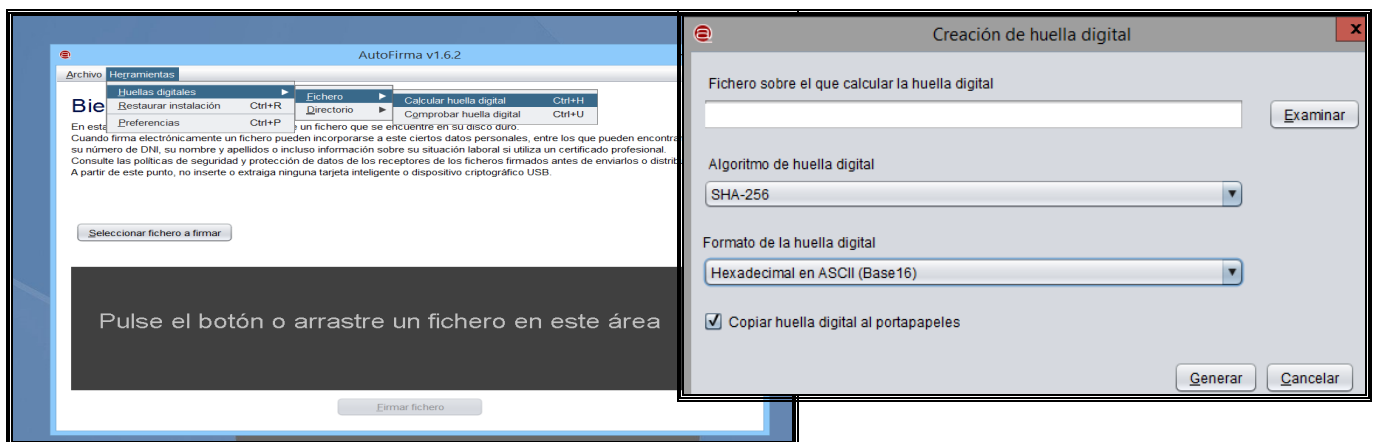 AutoFirma v1.6.2
Archivo Herramientas
Huellas digitales
Restaurar instalación Ctrl+R
Preferencias Ctrl+P
Fichero
Directorio
Calcular huella digital Ctrl+H
Comprobar huella digital Ctrl+U
Bie
En esta un fichero que se encuentre en su disco duro.
Cuando firma electrónicamente un fichero pueden incorporarse a este ciertos datos personales, entre los que pueden encontra
su número de DNI, su nombre y apellidos o incluso información sobre su situación laboral si utiliza un certificado profesional.
Consulte las políticas de seguridad y protección de datos de los receptores de los ficheros firmados antes de enviarlos o distrib
A partir de este punto, no inserte o extraiga ninguna tarjeta inteligente o dispositivo criptográfico USB.
Seleccionar fichero a firmar
Pulse el botón o arrastre un fichero en este área
Firmar fichero
Creación de huella digital
Fichero sobre el que calcular la huella digital
Examinar
Algoritmo de huella digital
SHA-256
Formato de la huella digital
Hexadecimal en ASCII (Base16)
Copiar huella digital al portapapeles
Generar Cancelar